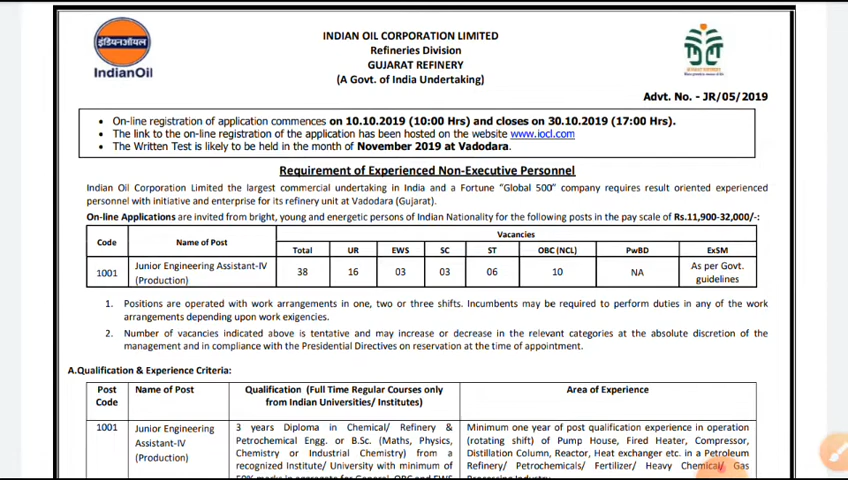 इंडियनऑयल
IndianOil
INDIAN OIL CORPORATION LIMITED
Refineries Division
GUJARAT REFINERY
(A Govt. of India Undertaking)
Advt. No. - JR/05/2019
• On-line registration of application commences on 10.10.2019 (10:00 Hrs) and closes on 30.10.2019 (17:00 Hrs).
• The link to the on-line registration of the application has been hosted on the website www.iocl.com
• The Written Test is likely to be held in the month of November 2019 at Vadodara.
Requirement of Experienced Non-Executive Personnel
Indian Oil Corporation Limited the largest commercial undertaking in India and a Fortune "Global 500" company requires result oriented experienced
personnel with initiative and enterprise for its refinery unit at Vadodara (Gujarat).
On-line Applications are invited from bright, young and energetic persons of Indian Nationality for the following posts in the pay scale of Rs.11,900-32,000/-:
Code Name of Post Vacancies
Total UR EWS SC ST OBC (NCL) PwBD ExSM
1001 Junior Engineering Assistant-IV 38 16 03 03 06 10 NA As per Govt.
(Production) guidelines
1. Positions are operated with work arrangements in one, two or three shifts. Incumbents may be required to perform duties in any of the work
arrangements depending upon work exigencies.
2. Number of vacancies indicated above is tentative and may increase or decrease in the relevant categories at the absolute discretion of the
management and in compliance with the Presidential Directives on reservation at the time of appointment.
A.Qualification & Experience Criteria:
Post Name of Post Qualification (Full Time Regular Courses only Area of Experience
Code from Indian Universities/ Institutes)
1001 Junior Engineering 3 years Diploma in Chemical/ Refinery & Minimum one year of post qualification experience in operation
Assistant-IV Petrochemical Engg. or B.Sc. (Maths, Physics, (rotating shift) of Pump House, Fired Heater, Compressor,
(Production) Chemistry or Industrial Chemistry) from a Distillation Column, Reactor, Heat exchanger etc. in a Petroleum
recognized Institute/ University with minimum of Refinery/ Petrochemicals/ Fertilizer/ Heavy Chemical/ Gas